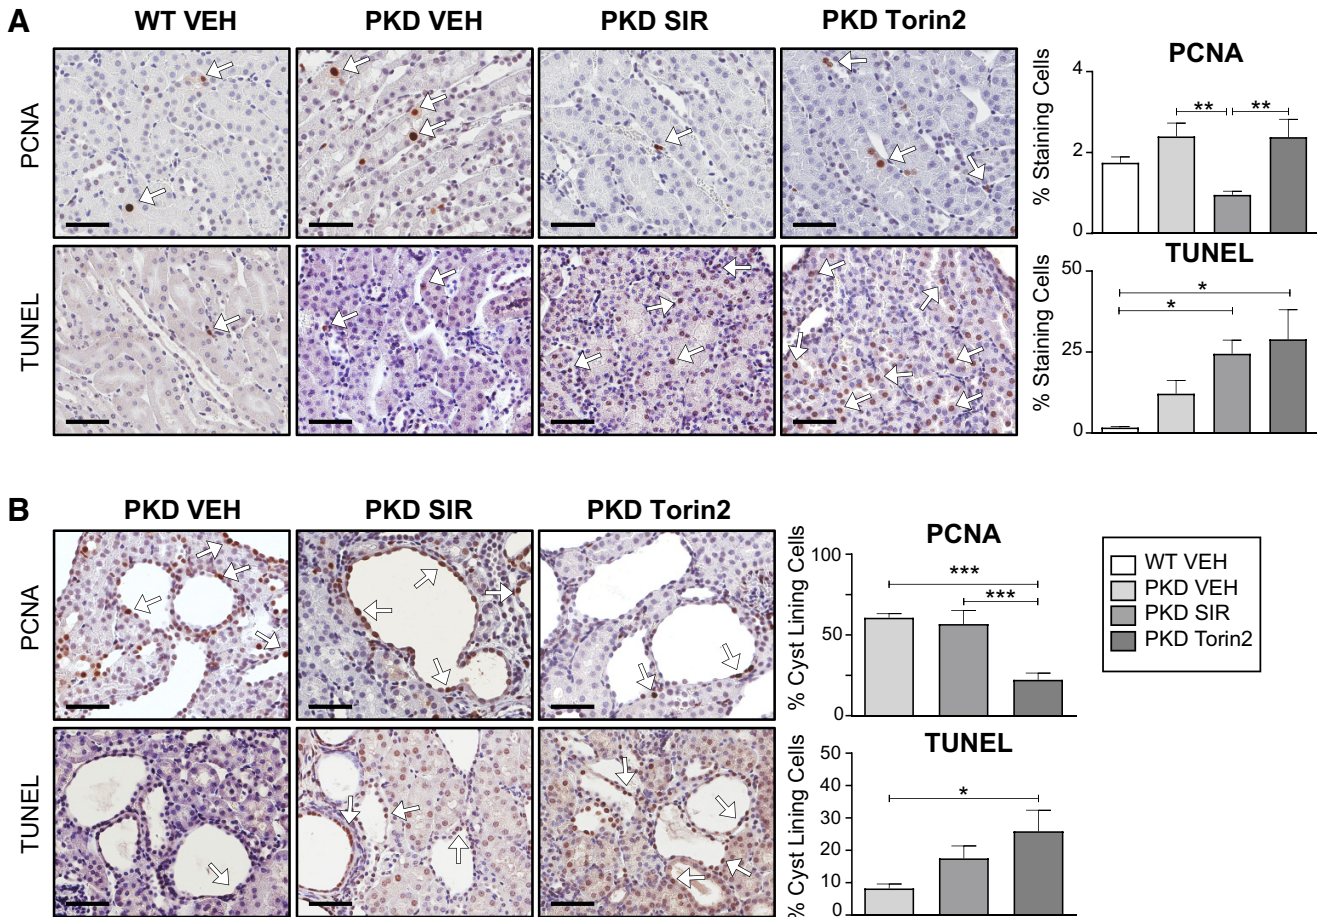 A
WT VEH
PKD VEH
PKD SIR
PKD Torin2
PCNA
TUNEL
PCNA
% Staining Cells
4
2
0
**
**
TUNEL
% Staining Cells
50
25
0
*
*
B
PKD VEH
PKD SIR
PKD Torin2
PCNA
TUNEL
PCNA
% Cyst Lining Cells
100
50
0
***
***
TUNEL
% Cyst Lining Cells
50
40
30
20
10
0
*
WT VEH
PKD VEH
PKD SIR
PKD Torin2